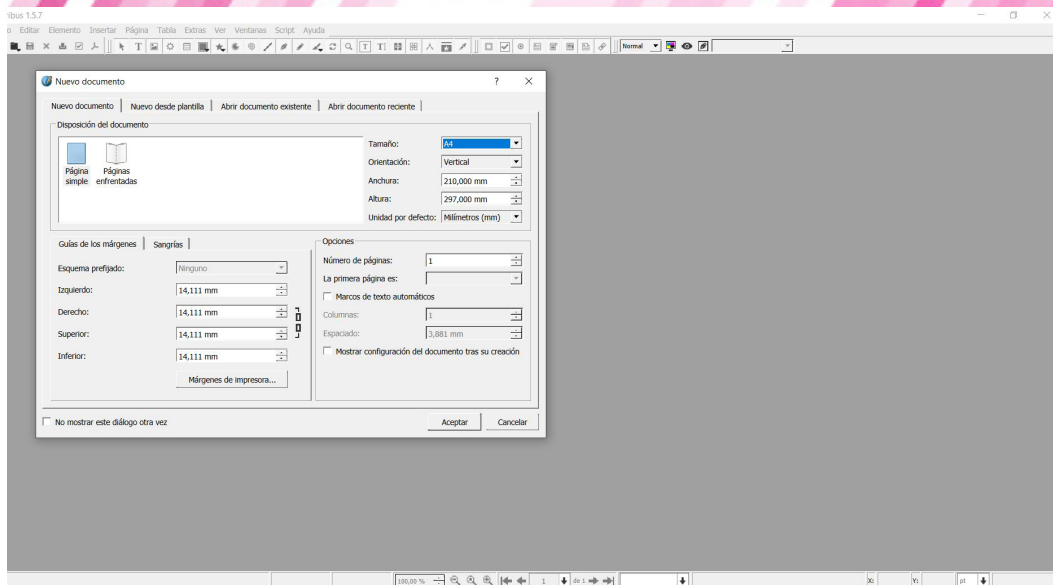 ibus 1.5.7
o Editar Elemento Insertar Página Tabla Extras Ver Ventanas Script Ayuda
Normal
Nuevo documento ? ×
Nuevo documento Nuevo desde plantilla Abrir documento existente Abrir documento reciente
Disposición del documento
Página simple
Páginas enfrentadas
Tamaño: A4
Orientación: Vertical
Anchura: 210,000 mm
Altura: 297,000 mm
Unidad por defecto: Milímetros (mm)
Guías de los márgenes Sangrías
Esquema prefijado: Ninguno
Izquierdo: 14,111 mm
Derecho: 14,111 mm
Superior: 14,111 mm
Inferior: 14,111 mm
Márgenes de impresora...
Opciones
Número de páginas: 1
La primera página es:
Marcos de texto automáticos
Columnas: 1
Espaciado: 3,881 mm
Mostrar configuración del documento tras su creación
No mostrar este diálogo otra vez
Aceptar Cancelar
100,00 % 1 de 1 X: Y: pt